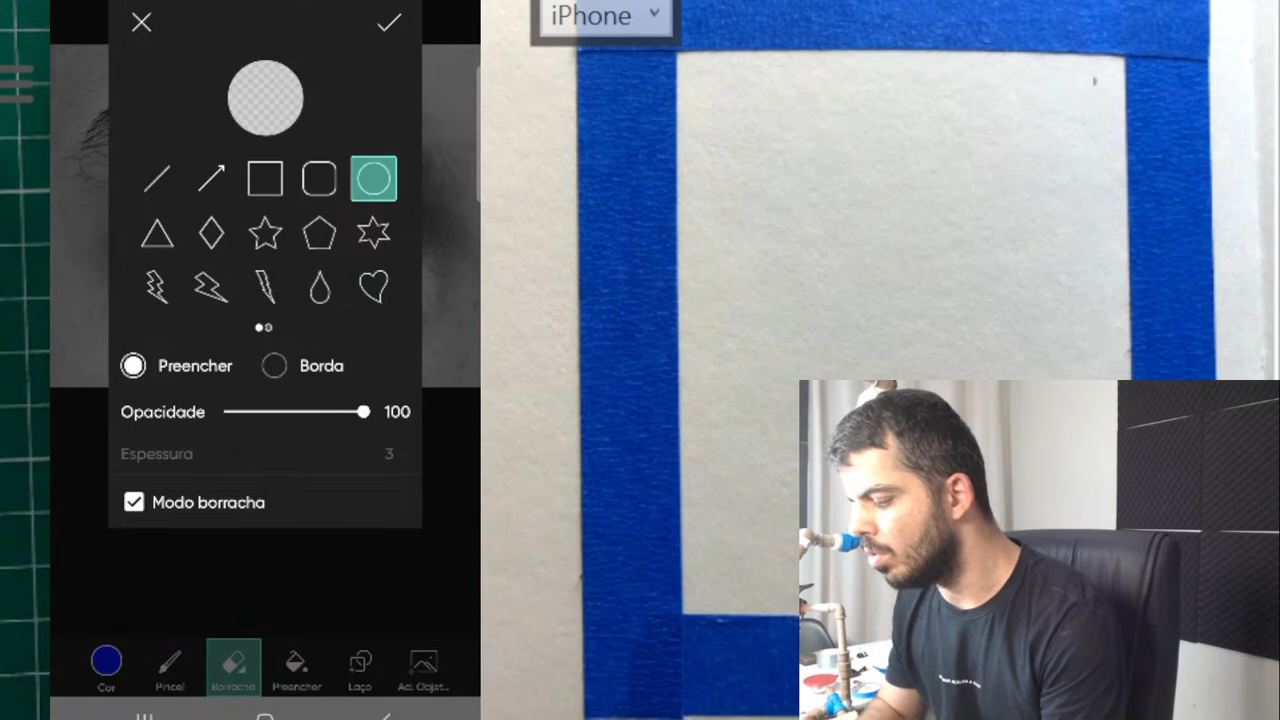 iPhone
Preencher Borda
Opacidade 100
Espessura 3
Modo borracha
Cor Pincel Borracha Preencher Laço Ad. Objet...